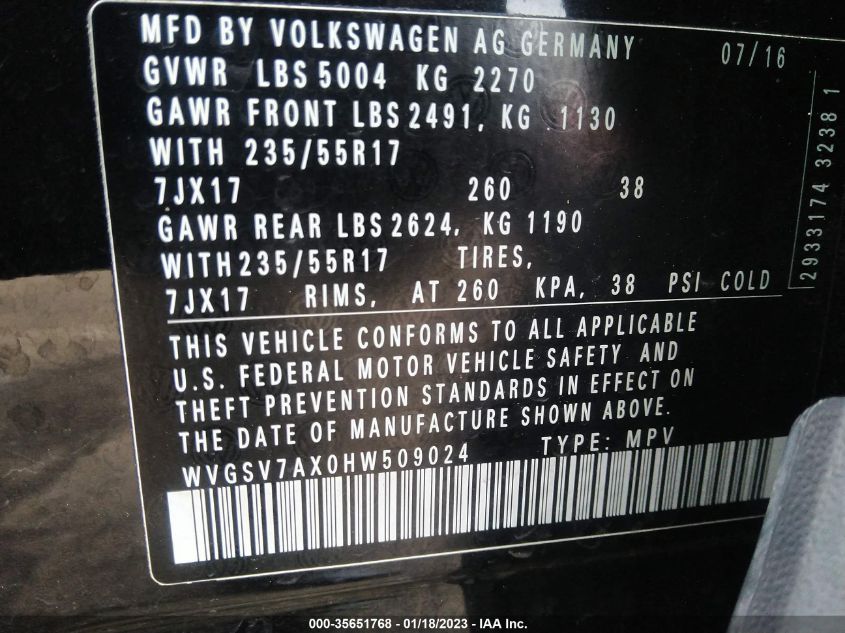 MFD BY VOLKSWAGEN AG GERMANY 07/16
GVWR LBS 5004 KG 2270
GAWR FRONT LBS 2491, KG 1130
WITH 235/55R17
7JX17 260 38
GAWR REAR LBS 2624, KG 1190
WITH 235/55R17 TIRES,
7JX17 RIMS, AT 260 KPA, 38 PSI COLD
2933174 3238 1
THIS VEHICLE CONFORMS TO ALL APPLICABLE
U.S. FEDERAL MOTOR VEHICLE SAFETY AND
THEFT PREVENTION STANDARDS IN EFFECT ON
THE DATE OF MANUFACTURE SHOWN ABOVE.
WVGSV7AX0HW509024 TYPE: MPV
000-35651768 - 01/18/2023 - IAA Inc.